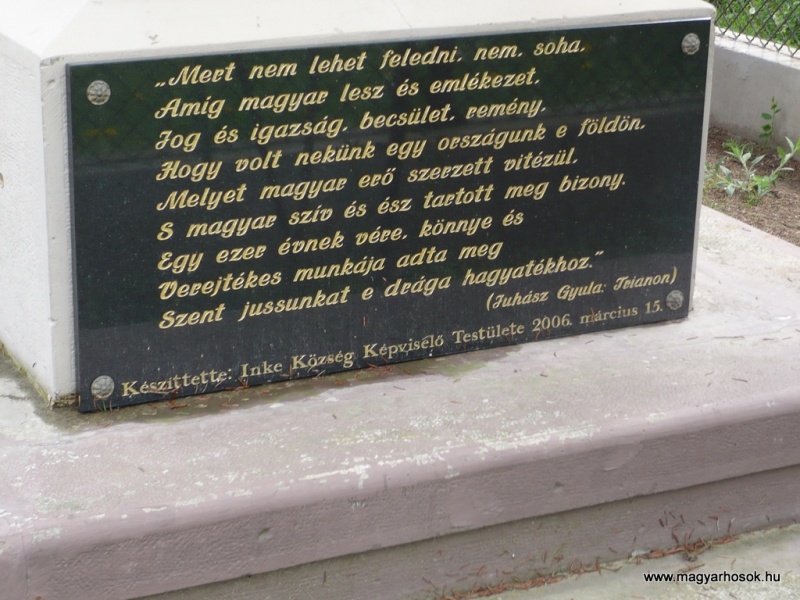 „Mert nem lehet feledni, nem, soha,
Amíg magyar lesz és emlékezet,
Jog és igazság, becsület, remény,
Hogy volt nekünk egy országunk e földön,
Melyet magyar erő szerzett vitézül,
S magyar szív és ész tartott meg bizony.
Egy ezer évnek vére, könnye és
Verejtékes munkája adta meg
Szent jussunkat e drága hagyatékhoz.”
(Juhász Gyula: Trianon)
Készíttette: Inke Község Képviselő Testülete 2006. március 15.
www.magyarhosok.hu